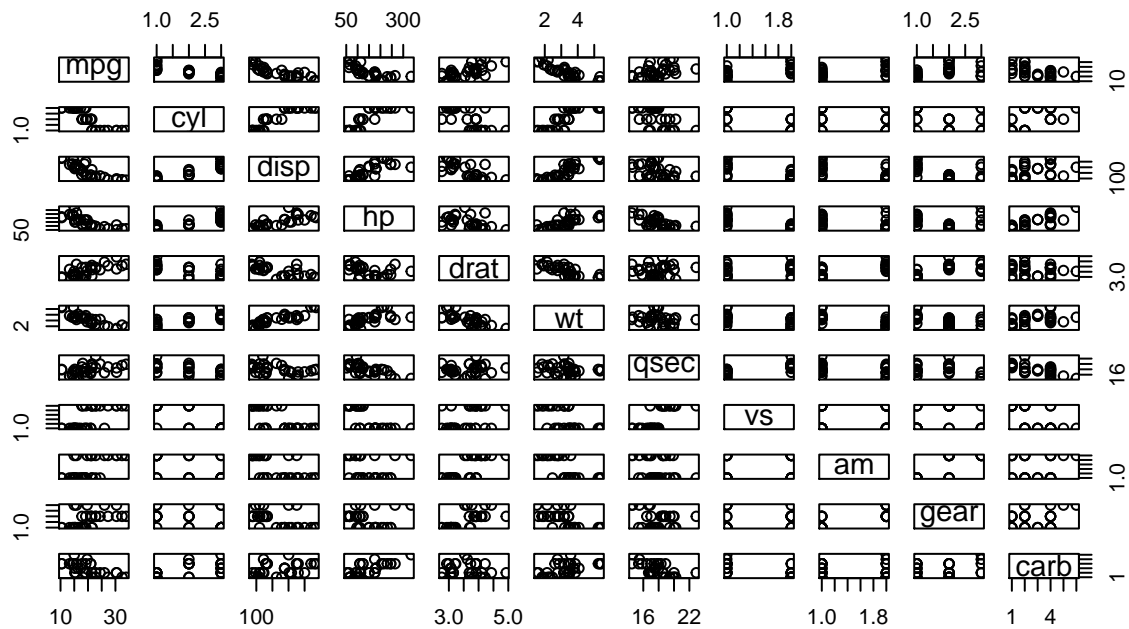 1.0 2.5 50 300 2 4 1.0 1.8 1.0 2.5
mpg 10
1.0 cyl
disp 100
50 hp
drat 3.0
2 wt
qsec 16
1.0 vs
am 1.0
1.0 gear
carb 1
10 30 100 3.0 5.0 16 22 1.0 1.8 1 4